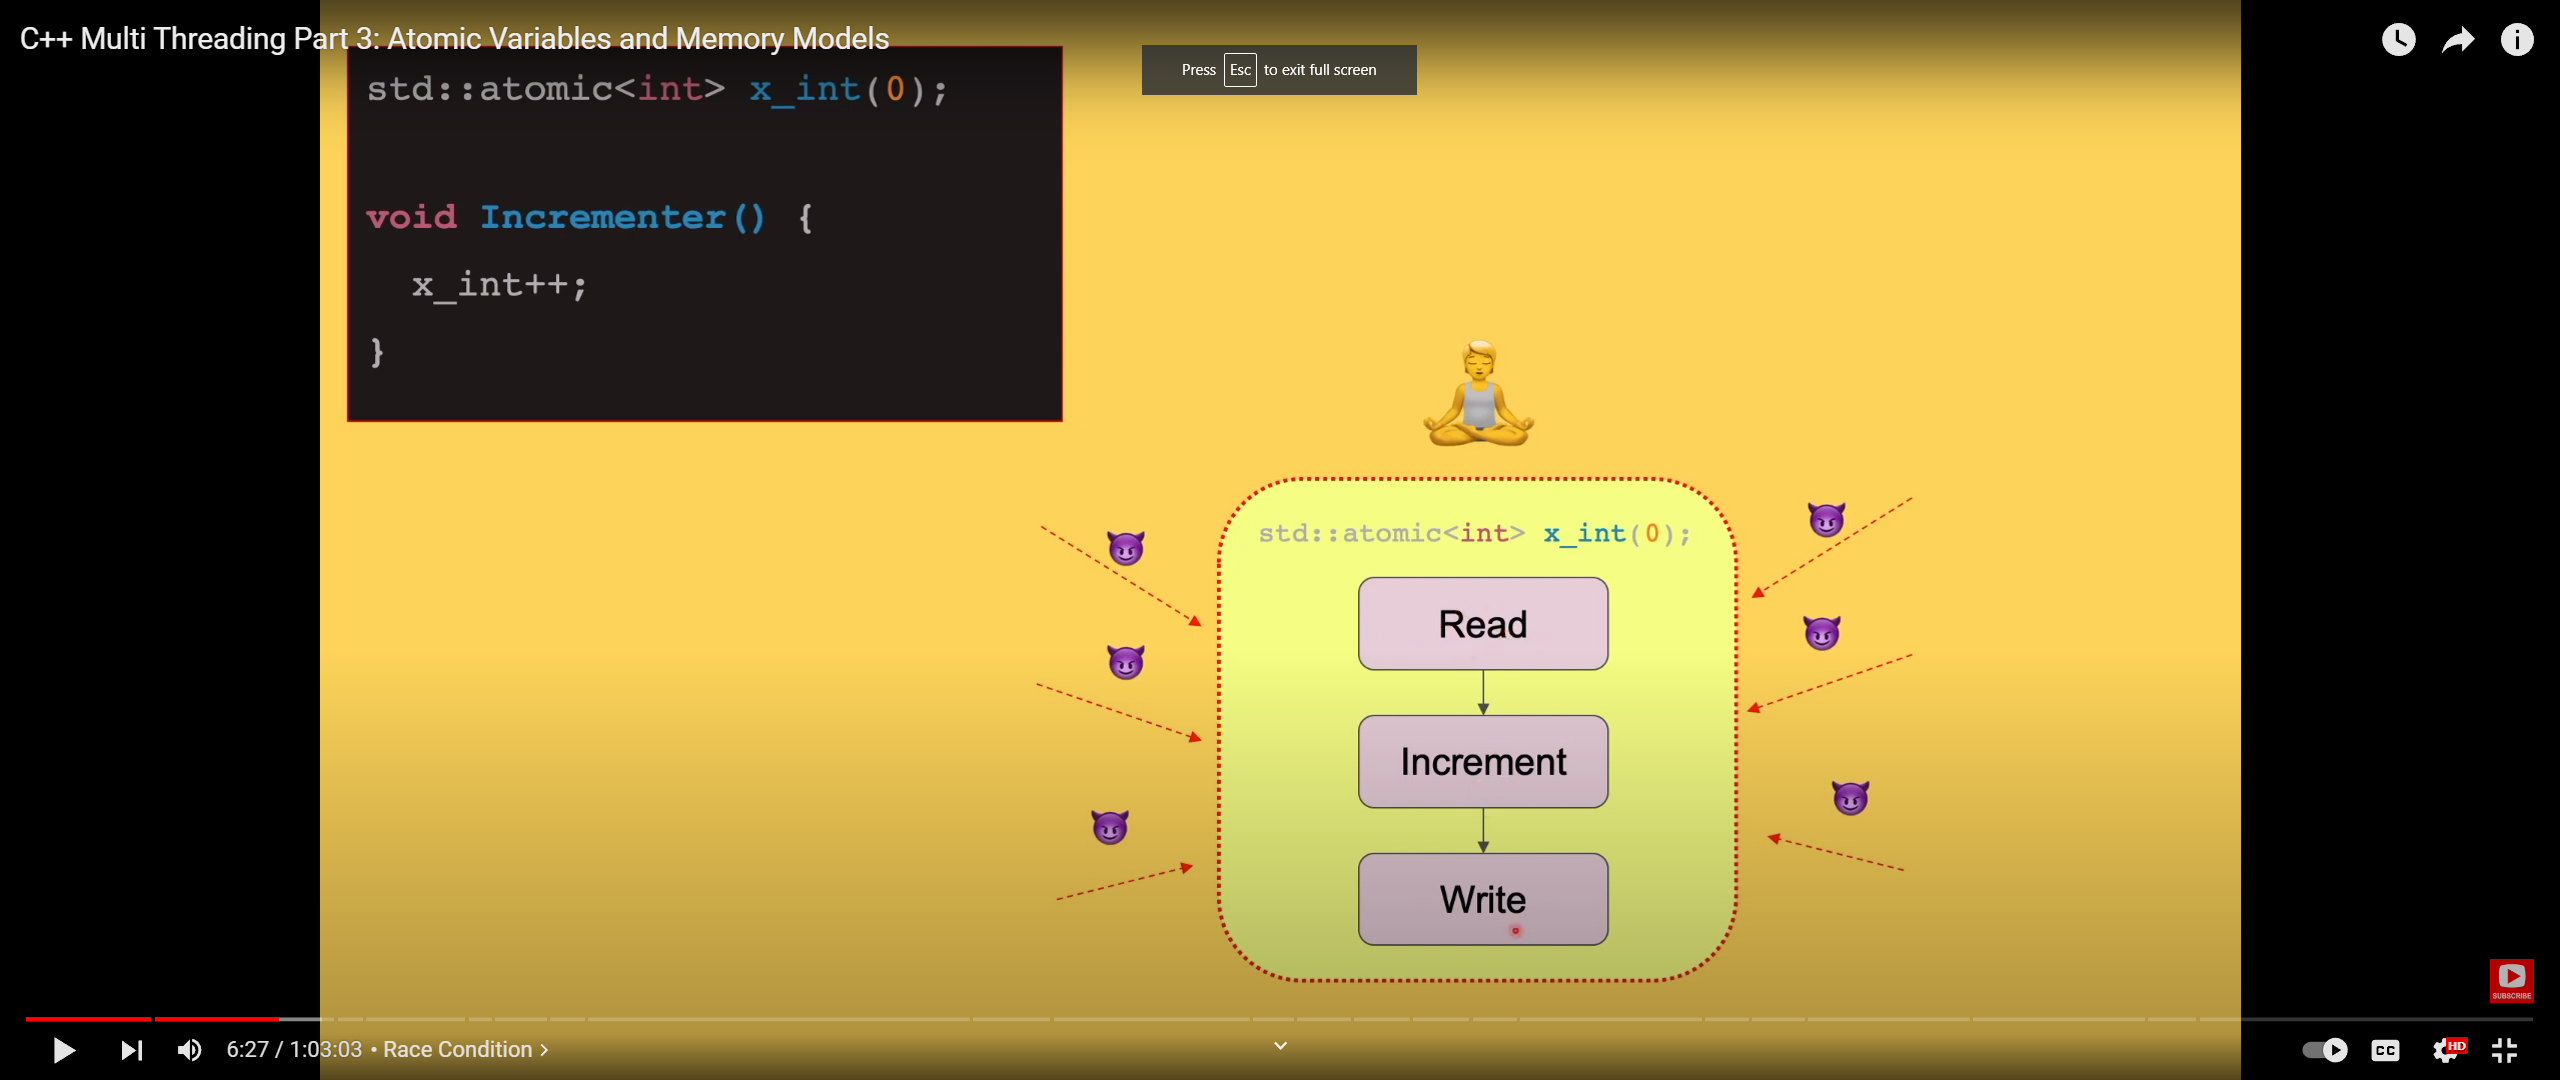 C++ Multi Threading Part 3: Atomic Variables and Memory Models
Press Esc to exit full screen
std::atomic<int> x_int(0);
void Incrementer() {
x_int++;
}
std::atomic<int> x_int(0);
Read
Increment
Write
SUBSCRIBE
6:27 / 1:03:03 • Race Condition >
CC
HD